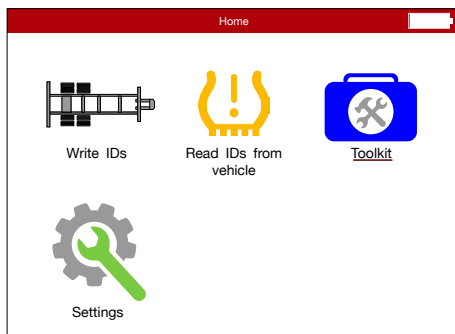 Home
Write IDs
Read IDs from
vehicle
Toolkit
Settings